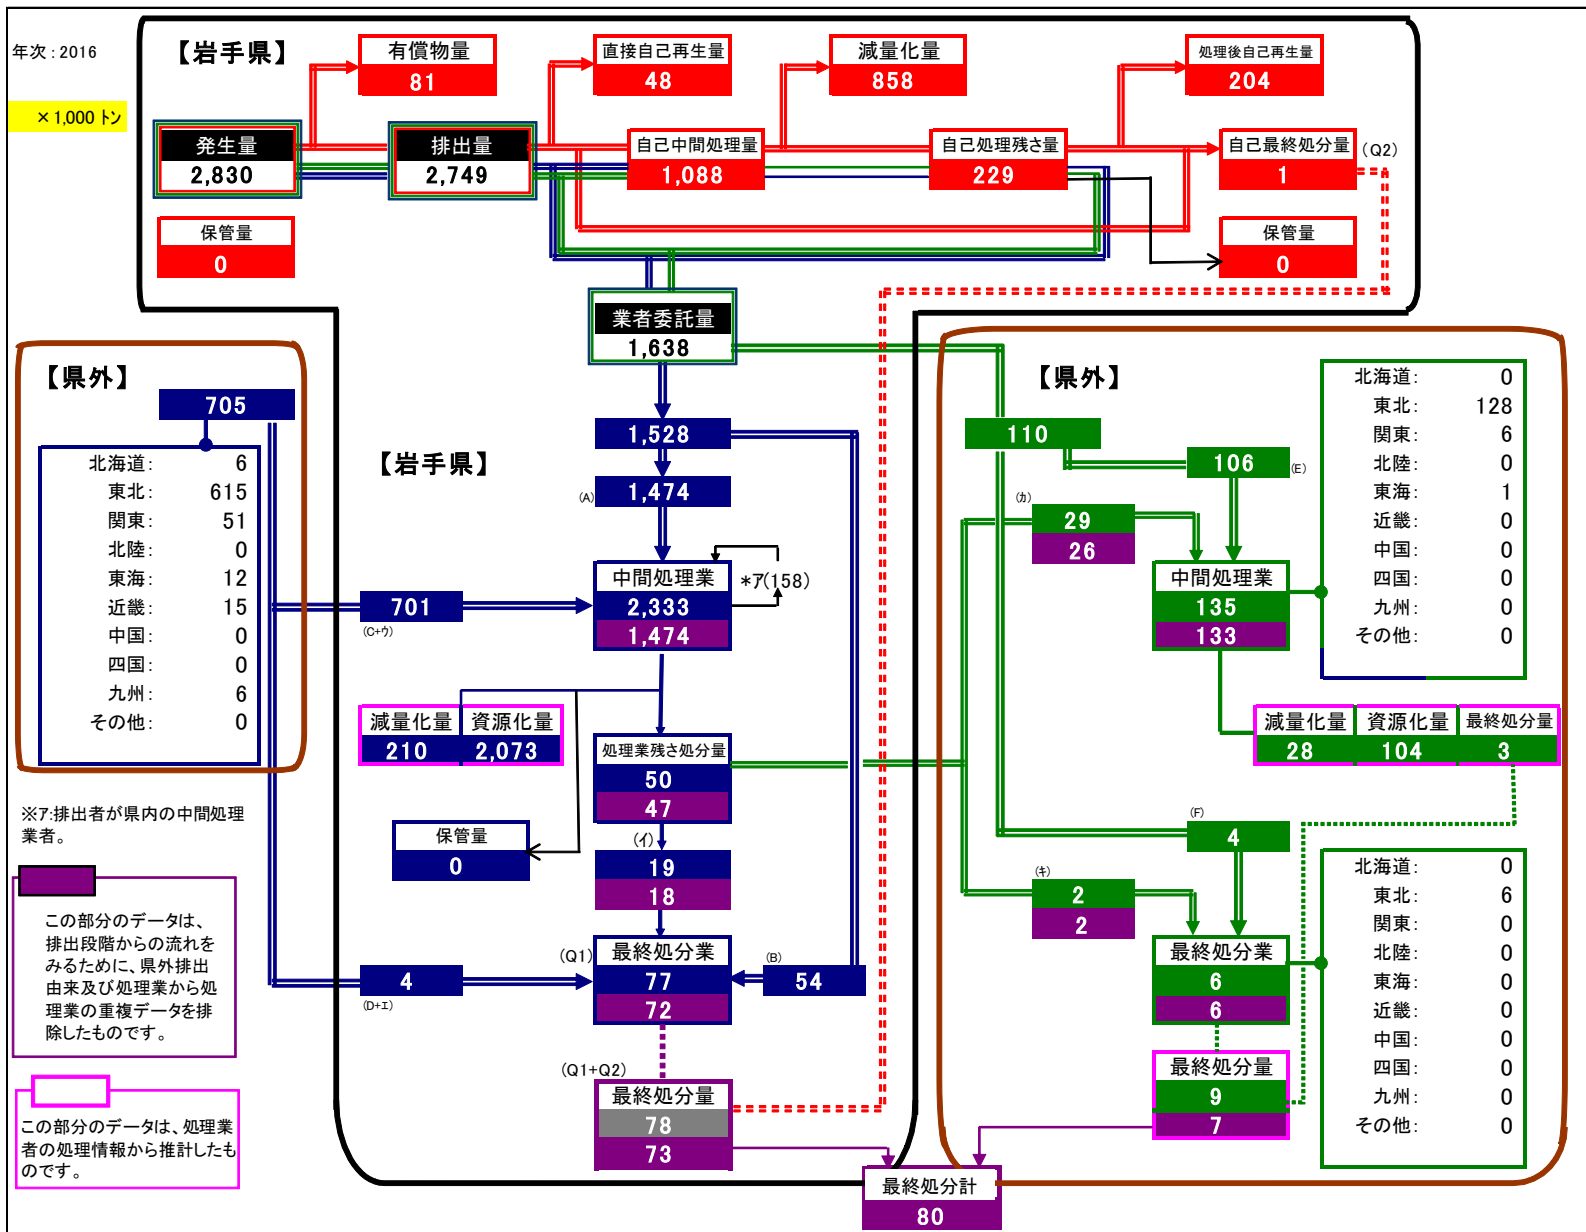 年次：2016
×1,000 トン
【岩手県】
有償物量
81
直接自己再生量
48
減量化量
858
処理後自己再生量
204
発生量
2,830
排出量
2,749
自己中間処理量
1,088
自己処理残さ量
229
自己最終処分量
1
(Q2)
保管量
0
保管量
0
業者委託量
1,638
【県外】
705
北海道： 6
東北： 615
関東： 51
北陸： 0
東海： 12
近畿： 15
中国： 0
四国： 0
九州： 6
その他： 0
【岩手県】
1,528
(A)
1,474
中間処理業
2,333
1,474
*ア(158)
701
(C+ウ)
減量化量
210
資源化量
2,073
処理業残さ処分量
50
47
保管量
0
(イ)
19
18
(Q1)
最終処分業
77
72
(B)
54
4
(D+エ)
(Q1+Q2)
最終処分量
78
73
【県外】
110
106
(E)
(カ)
29
26
中間処理業
135
133
北海道： 0
東北： 128
関東： 6
北陸： 0
東海： 1
近畿： 0
中国： 0
四国： 0
九州： 0
その他： 0
減量化量
28
資源化量
104
最終処分量
3
(F)
4
(キ)
2
2
最終処分業
6
6
最終処分量
9
7
北海道： 0
東北： 6
関東： 0
北陸： 0
東海： 0
近畿： 0
中国： 0
四国： 0
九州： 0
その他： 0
最終処分計
80
※ア:排出者が県内の中間処理
業者。
この部分のデータは、
排出段階からの流れを
みるために、県外排出
由来及び処理業から処
理業の重複データを排
除したものです。
この部分のデータは、処理業
者の処理情報から推計したも
のです。